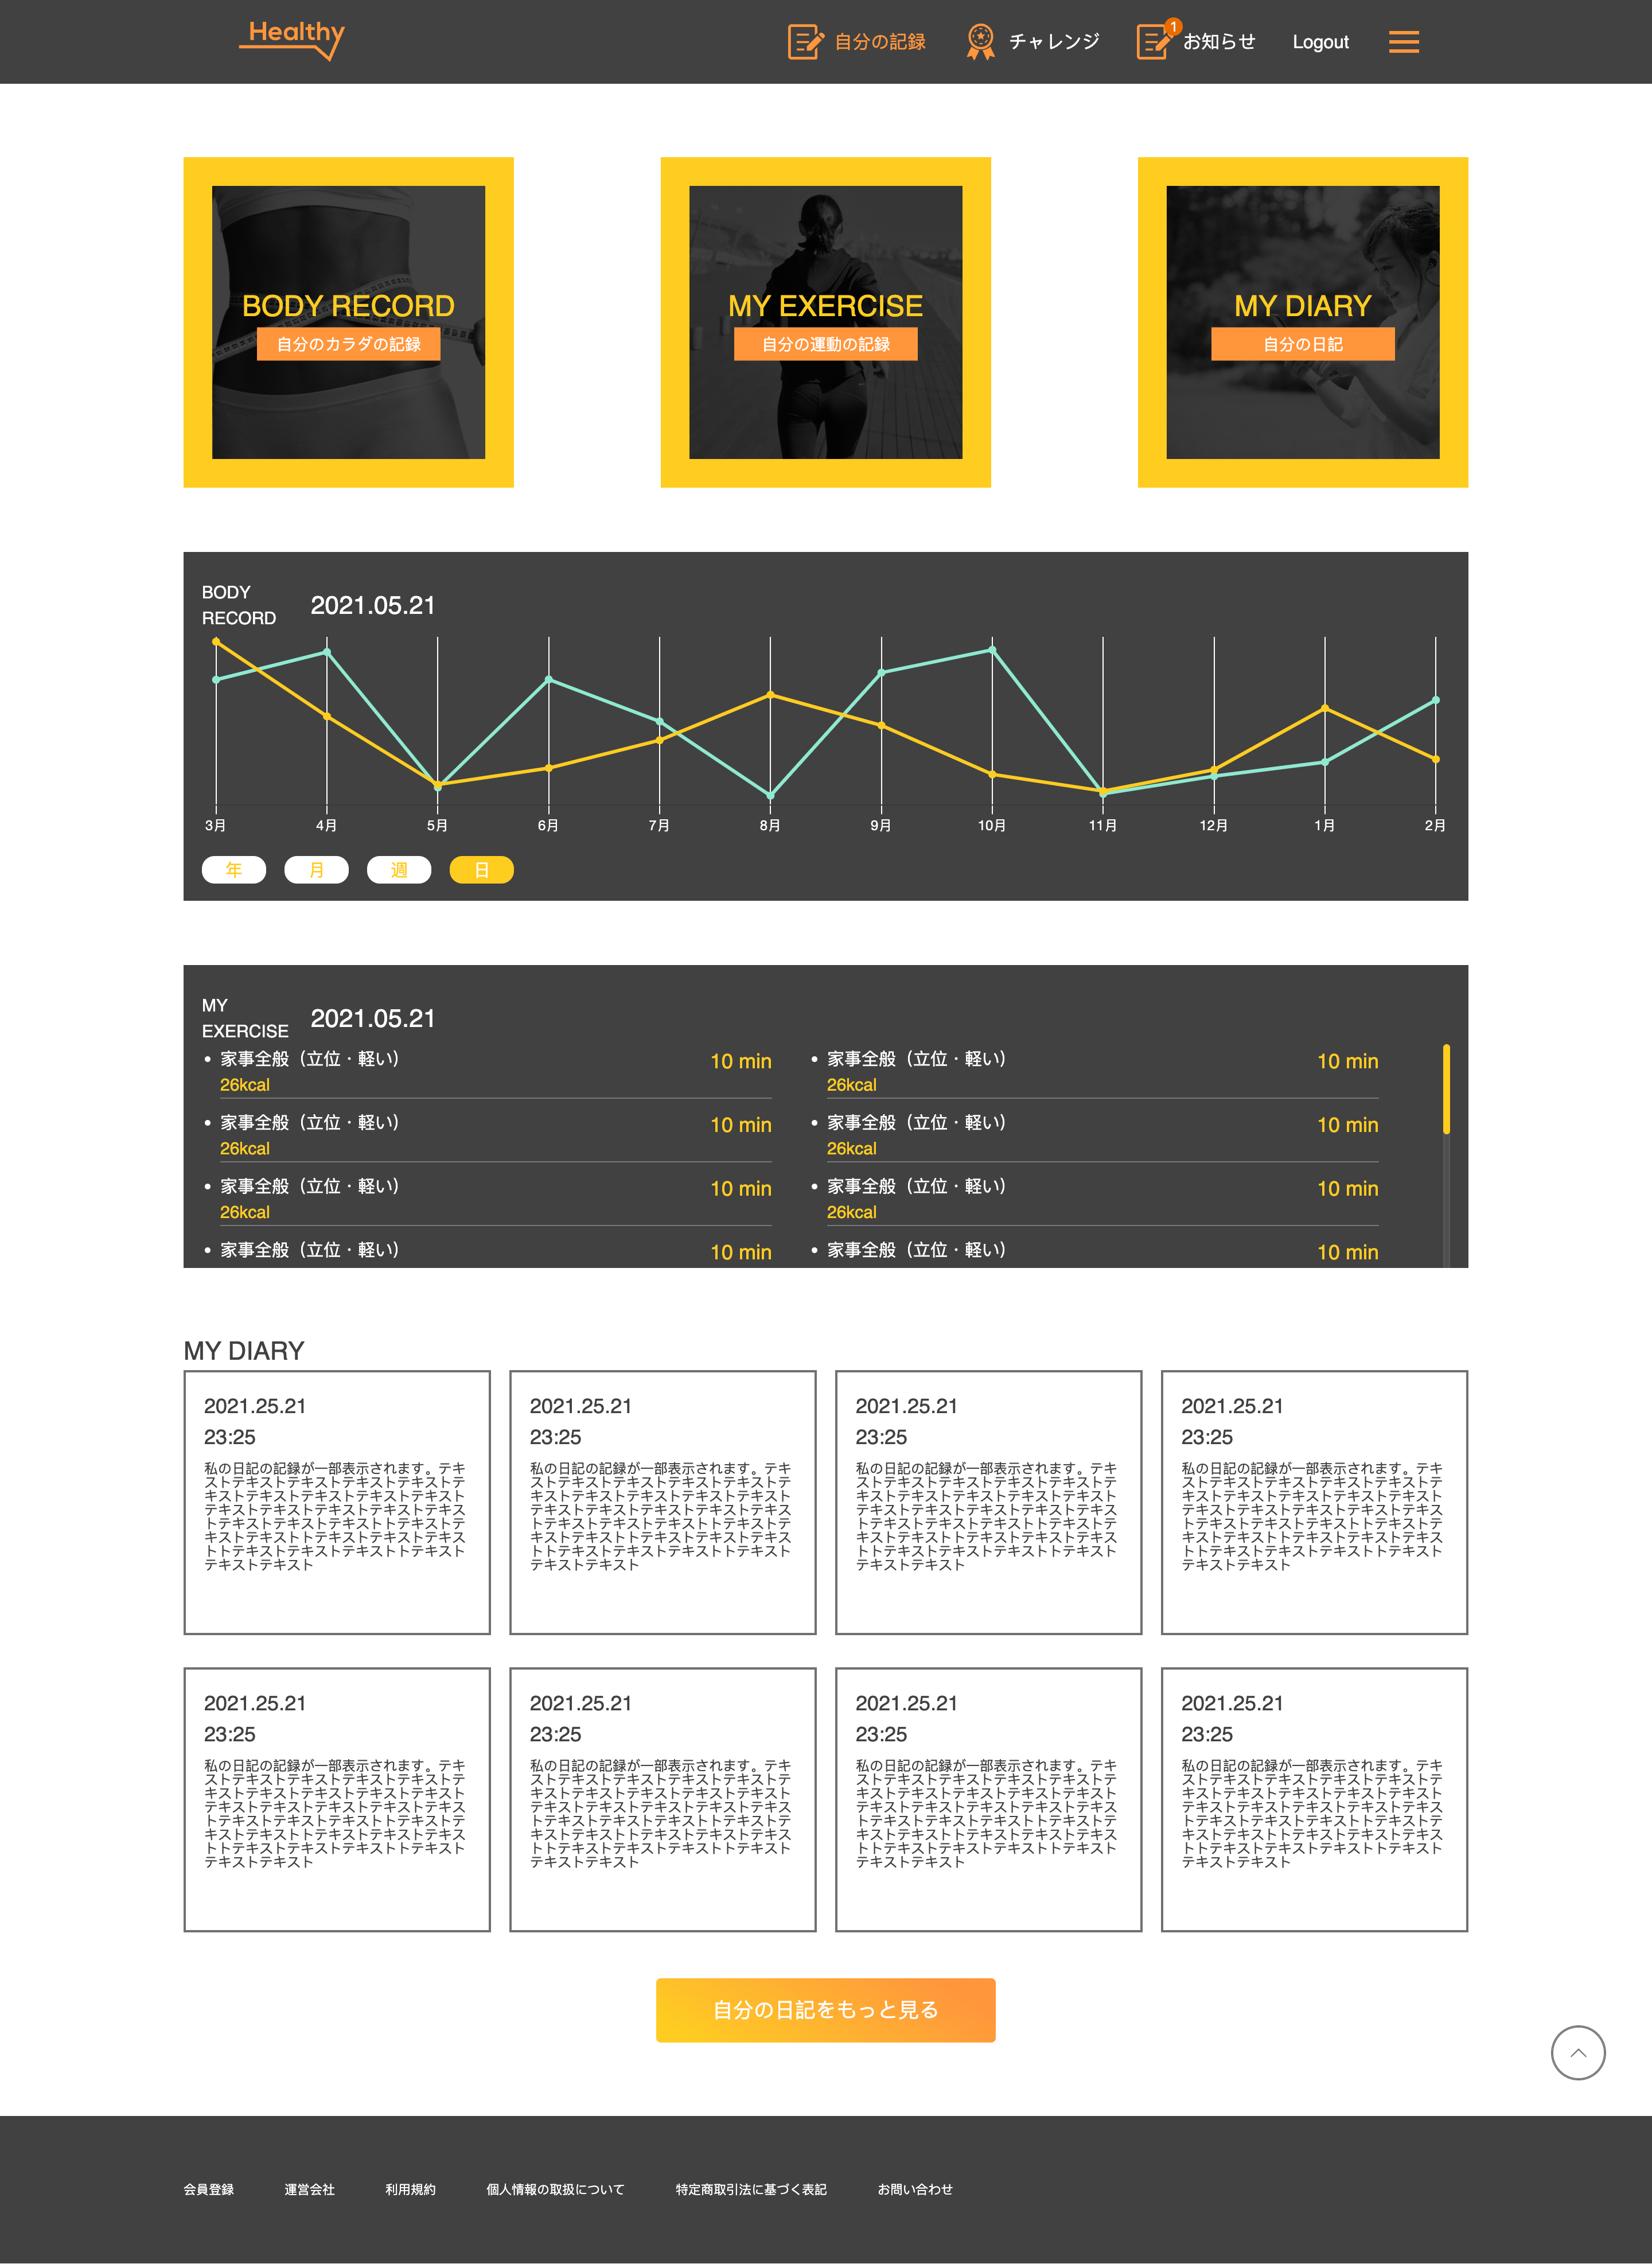 Healthy
自分の記録
チャレンジ
1
お知らせ
Logout
BODY RECORD
自分のカラダの記録
MY EXERCISE
自分の運動の記録
MY DIARY
自分の日記
BODY
RECORD
2021.05.21
3月 4月 5月 6月 7月 8月 9月 10月 11月 12月 1月 2月
年 月 週 日
MY
EXERCISE
2021.05.21
家事全般（立位・軽い） 10 min
26kcal
家事全般（立位・軽い） 10 min
26kcal
家事全般（立位・軽い） 10 min
26kcal
家事全般（立位・軽い） 10 min
家事全般（立位・軽い） 10 min
26kcal
家事全般（立位・軽い） 10 min
26kcal
家事全般（立位・軽い） 10 min
26kcal
家事全般（立位・軽い） 10 min
MY DIARY
2021.25.21
23:25
私の日記の記録が一部表示されます。テキ
ストテキストテキストテキストテキストテ
キストテキストテキストテキストテキスト
テキストテキストテキストテキストテキス
トテキストテキストテキストトテキストテ
キストテキストトテキストテキストテキス
トトテキストテキストテキストトテキスト
テキストテキスト
2021.25.21
23:25
私の日記の記録が一部表示されます。テキ
ストテキストテキストテキストテキストテ
キストテキストテキストテキストテキスト
テキストテキストテキストテキストテキス
トテキストテキストテキストトテキストテ
キストテキストトテキストテキストテキス
トトテキストテキストテキストトテキスト
テキストテキスト
2021.25.21
23:25
私の日記の記録が一部表示されます。テキ
ストテキストテキストテキストテキストテ
キストテキストテキストテキストテキスト
テキストテキストテキストテキストテキス
トテキストテキストテキストトテキストテ
キストテキストトテキストテキストテキス
トトテキストテキストテキストトテキスト
テキストテキスト
2021.25.21
23:25
私の日記の記録が一部表示されます。テキ
ストテキストテキストテキストテキストテ
キストテキストテキストテキストテキスト
テキストテキストテキストテキストテキス
トテキストテキストテキストトテキストテ
キストテキストトテキストテキストテキス
トトテキストテキストテキストトテキスト
テキストテキスト
2021.25.21
23:25
私の日記の記録が一部表示されます。テキ
ストテキストテキストテキストテキストテ
キストテキストテキストテキストテキスト
テキストテキストテキストテキストテキス
トテキストテキストテキストトテキストテ
キストテキストトテキストテキストテキス
トトテキストテキストテキストトテキスト
テキストテキスト
2021.25.21
23:25
私の日記の記録が一部表示されます。テキ
ストテキストテキストテキストテキストテ
キストテキストテキストテキストテキスト
テキストテキストテキストテキストテキス
トテキストテキストテキストトテキストテ
キストテキストトテキストテキストテキス
トトテキストテキストテキストトテキスト
テキストテキスト
2021.25.21
23:25
私の日記の記録が一部表示されます。テキ
ストテキストテキストテキストテキストテ
キストテキストテキストテキストテキスト
テキストテキストテキストテキストテキス
トテキストテキストテキストトテキストテ
キストテキストトテキストテキストテキス
トトテキストテキストテキストトテキスト
テキストテキスト
2021.25.21
23:25
私の日記の記録が一部表示されます。テキ
ストテキストテキストテキストテキストテ
キストテキストテキストテキストテキスト
テキストテキストテキストテキストテキス
トテキストテキストテキストトテキストテ
キストテキストトテキストテキストテキス
トトテキストテキストテキストトテキスト
テキストテキスト
自分の日記をもっと見る
会員登録
運営会社
利用規約
個人情報の取扱について
特定商取引法に基づく表記
お問い合わせ